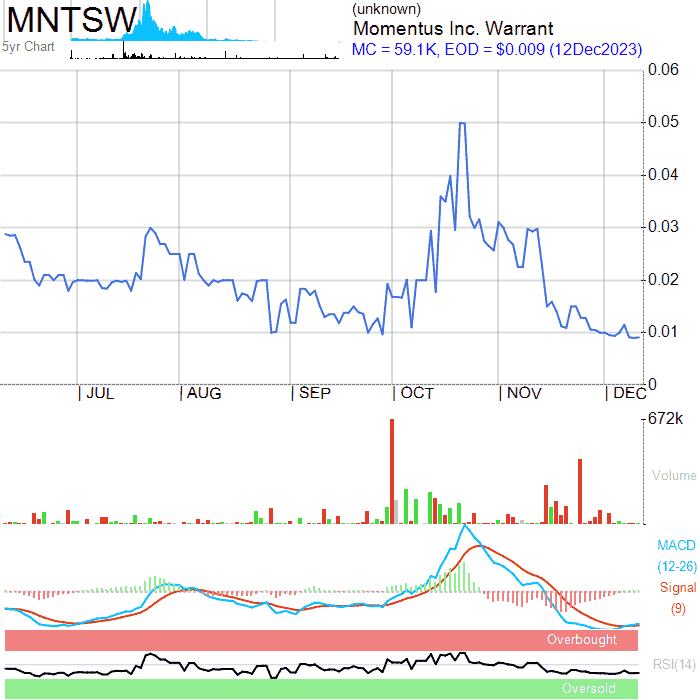 MNTSW
5yr Chart
(unknown)
Momentus Inc. Warrant
MC = 59.1K, EOD = $0.009 (12Dec2023)
0.06
0.05
0.04
0.03
0.02
0.01
0
| JUL | AUG | SEP | OCT | NOV | DEC
672k
Volume
MACD
(12-26)
Signal
(9)
Overbought
RSI(14)
Oversold